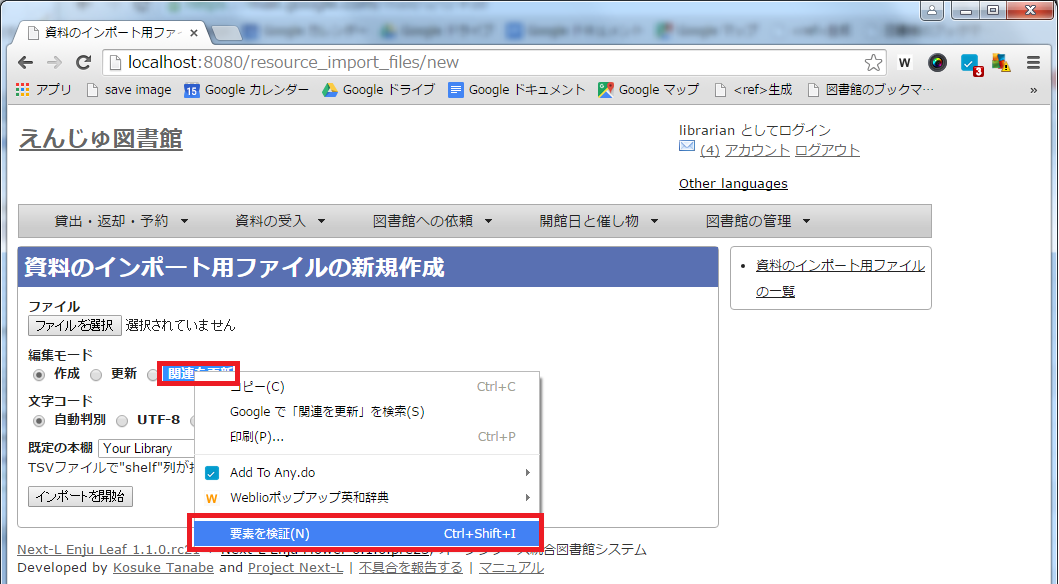 資料のインポート用ファ
localhost:8080/resource_import_files/new
W
3
アプリ save image 15 Google カレンダー Google ドライブ Google ドキュメント Google マップ <ref>生成 図書館のブックマ… »
えんじゅ図書館
librarian としてログイン
(4) アカウント ログアウト
Other languages
貸出・返却・予約 資料の受入 図書館への依頼 開館日と催し物 図書館の管理
資料のインポート用ファイルの新規作成
資料のインポート用ファイル
の一覧
ファイル
ファイルを選択 選択されていません
編集モード
作成 更新 関連を更新
コピー(C) Ctrl+C
文字コード
Google で「関連を更新」を検索(S)
自動判別 UTF-8
印刷(P)... Ctrl+P
既定の本棚 Your Library
TSVファイルで"shelf"列が
Add To Any.do
W Weblioポップアップ英和辞典
インポートを開始
要素を検証(N) Ctrl+Shift+I
Next-L Enju Leaf 1.1.0.rc21
統合図書館システム
Developed by Kosuke Tanabe and Project Next-L | 不具合を報告する | マニュアル